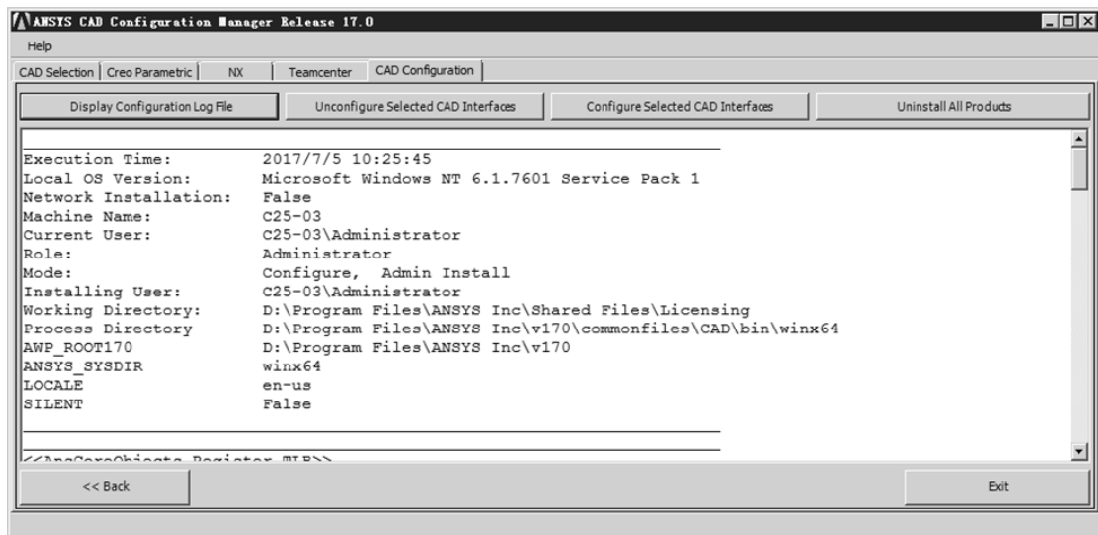 ANSYS CAD Configuration Manager Release 17.0
Help
CAD Selection Creo Parametric NX Teamcenter CAD Configuration
Display Configuration Log File Unconfigure Selected CAD Interfaces Configure Selected CAD Interfaces Uninstall All Products
Execution Time: 2017/7/5 10:25:45
Local OS Version: Microsoft Windows NT 6.1.7601 Service Pack 1
Network Installation: False
Machine Name: C25-03
Current User: C25-03\Administrator
Role: Administrator
Mode: Configure, Admin Install
Installing User: C25-03\Administrator
Working Directory: D:\Program Files\ANSYS Inc\Shared Files\Licensing
Process Directory D:\Program Files\ANSYS Inc\v170\commonfiles\CAD\bin\winx64
AWP_ROOT170 D:\Program Files\ANSYS Inc\v170
ANSYS_SYSDIR winx64
LOCALE en-us
SILENT False
<<AnsCoreObjects Register TLB>>
<< Back Exit